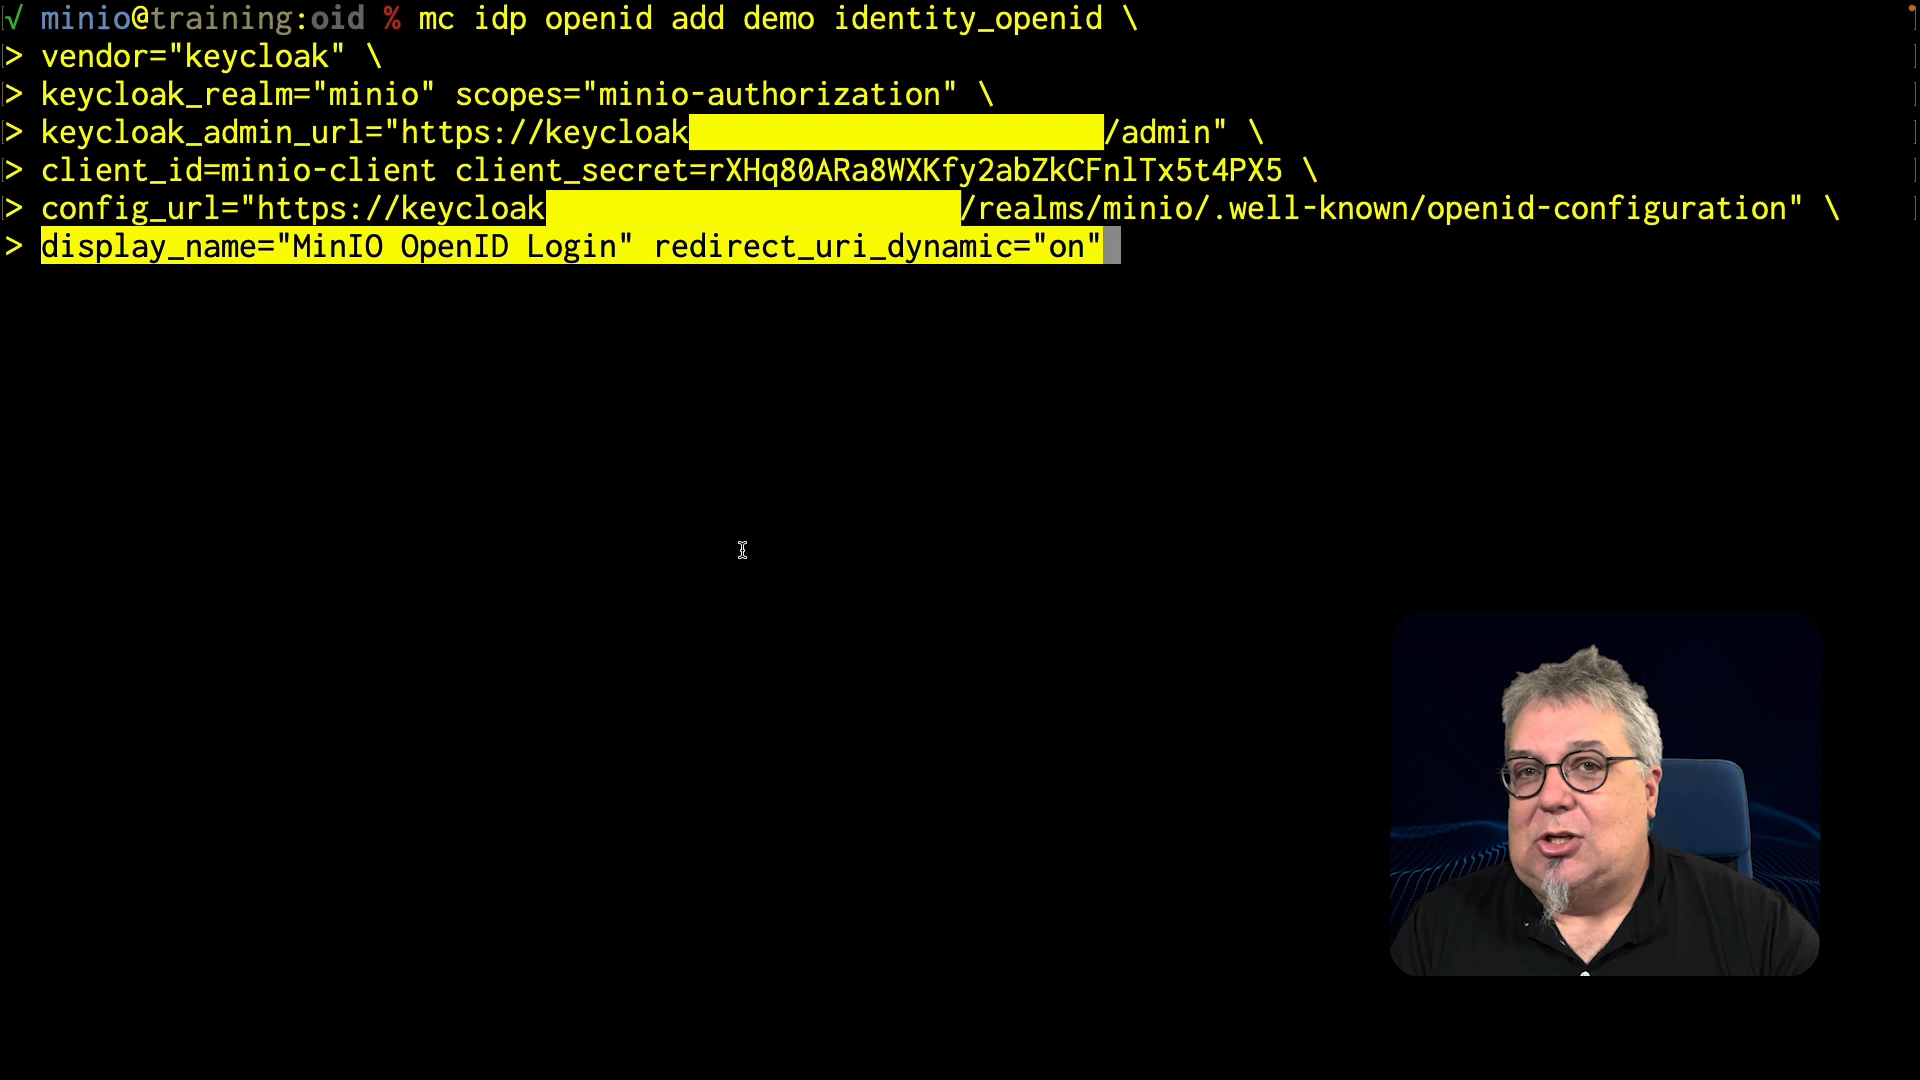 √ minio@training:oid % mc idp openid add demo identity_openid \
> vendor="keycloak" \
> keycloak_realm="minio" scopes="minio-authorization" \
> keycloak_admin_url="https://keycloak /admin" \
> client_id=minio-client client_secret=rXHq80ARa8WXKfy2abZkCFnlTx5t4PX5 \
> config_url="https://keycloak /realms/minio/.well-known/openid-configuration" \
> display_name="MinIO OpenID Login" redirect_uri_dynamic="on"